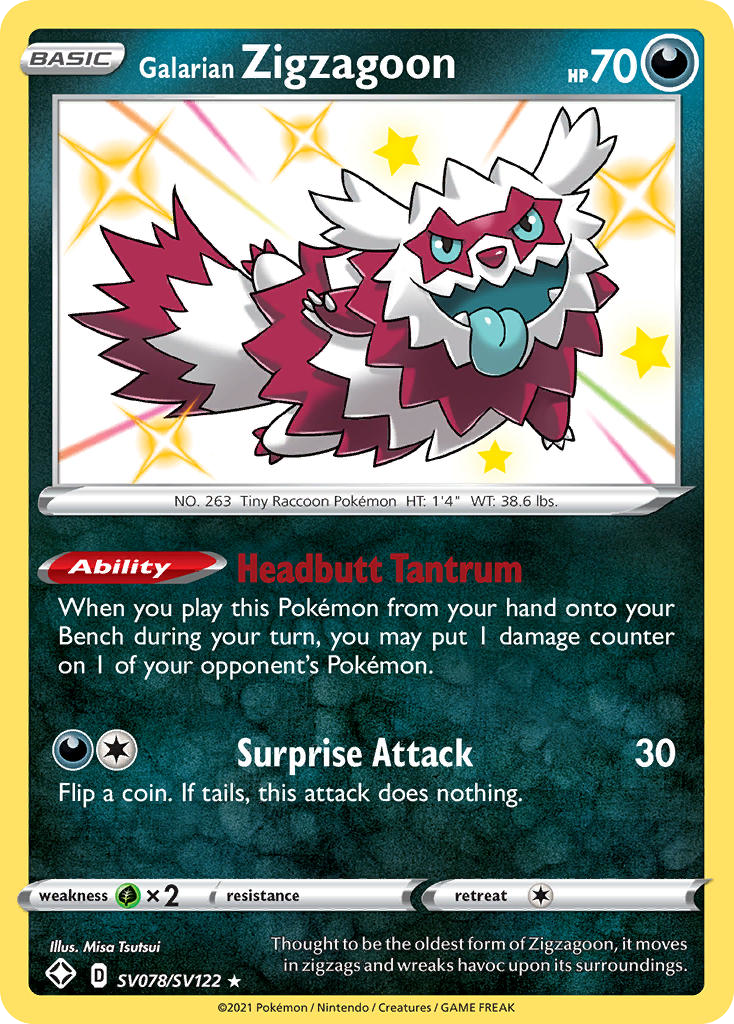 BASIC
Galarian Zigzagoon
HP 70
NO. 263 Tiny Raccoon Pokémon HT: 1'4" WT: 38.6 lbs.
Ability Headbutt Tantrum
When you play this Pokémon from your hand onto your
Bench during your turn, you may put 1 damage counter
on 1 of your opponent's Pokémon.
Surprise Attack 30
Flip a coin. If tails, this attack does nothing.
weakness ×2 resistance retreat
Illus. Misa Tsutsui
Thought to be the oldest form of Zigzagoon, it moves
in zigzags and wreaks havoc upon its surroundings.
D SV078/SV122 ★
©2021 Pokémon / Nintendo / Creatures / GAME FREAK